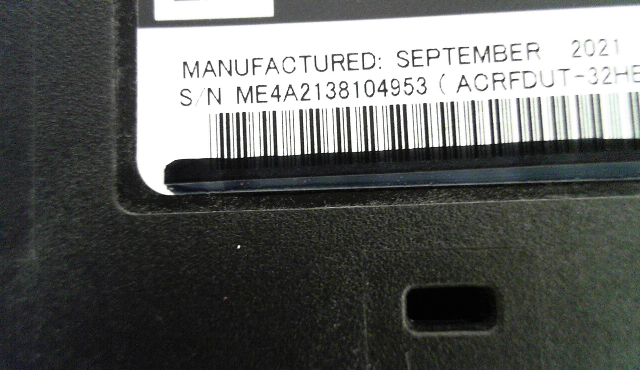 MANUFACTURED: SEPTEMBER 2021
S/N ME4A2138104953 ( ACRFDUT-32HE